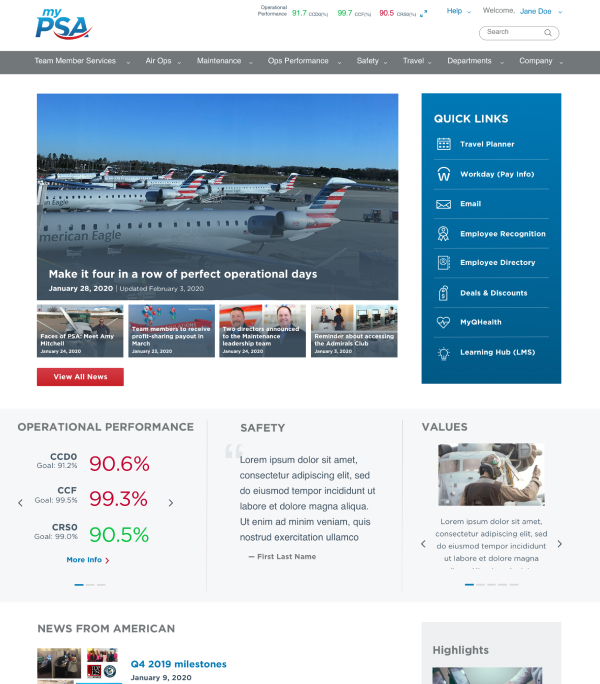 my
PSA
Operational
Performance
91.7 CCD0(%)
99.7 CCF(%)
90.5 CRS0(%)
Help
Welcome, Jane Doe
Search
Team Member Services
Air Ops
Maintenance
Ops Performance
Safety
Travel
Departments
Company
merican Eagle
Make it four in a row of perfect operational days
January 28, 2020 | Updated February 3, 2020
Faces of PSA: Meet Amy
Mitchell
January 24, 2020
Team members to receive
profit-sharing payout in
March
January 23, 2020
Two directors announced
to the Maintenance
leadership team
January 24, 2020
Reminder about accessing
the Admirals Club
January 3, 2020
View All News
QUICK LINKS
Travel Planner
Workday (Pay Info)
Email
Employee Recognition
Employee Directory
Deals & Discounts
MyQHealth
Learning Hub (LMS)
OPERATIONAL PERFORMANCE
CCD0
Goal: 91.2%
90.6%
CCF
Goal: 99.5%
99.3%
CRS0
Goal: 99.0%
90.5%
More Info
SAFETY
“
Lorem ipsum dolor sit amet,
consectetur adipiscing elit, sed
do eiusmod tempor incididunt ut
labore et dolore magna aliqua.
Ut enim ad minim veniam, quis
nostrud exercitation ullamco
— First Last Name
VALUES
Lorem ipsum dolor sit amet,
consectetur adipiscing elit, sed
do eiusmod tempor incididunt
ut labore et dolore magna
NEWS FROM AMERICAN
Q4 2019 milestones
January 9, 2020
Highlights